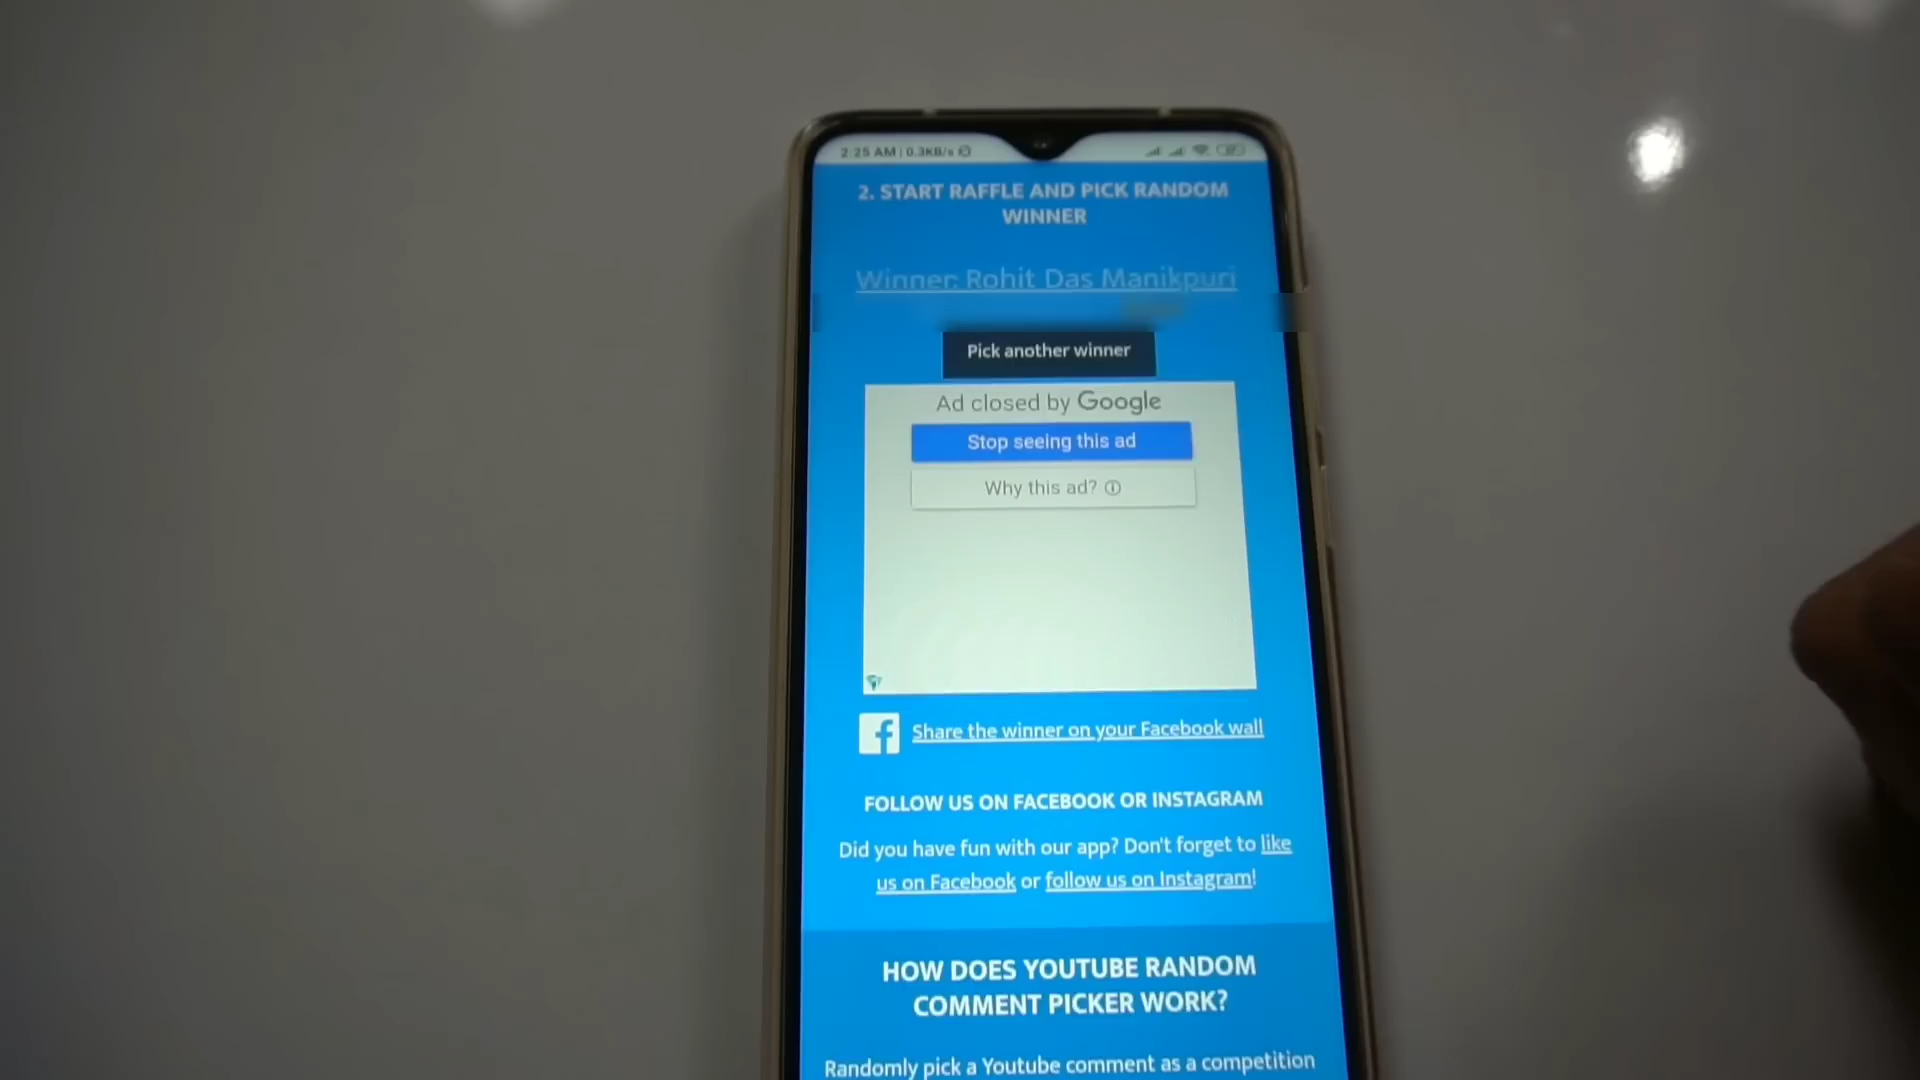 2:25 AM | 0.3KB/s
2. START RAFFLE AND PICK RANDOM
WINNER
Winner: Rohit Das Manikpuri
Pick another winner
Ad closed by Google
Stop seeing this ad
Why this ad?
Share the winner on your Facebook wall
FOLLOW US ON FACEBOOK OR INSTAGRAM
Did you have fun with our app? Don't forget to like
us on Facebook or follow us on Instagram!
HOW DOES YOUTUBE RANDOM
COMMENT PICKER WORK?
Randomly pick a Youtube comment as a competition